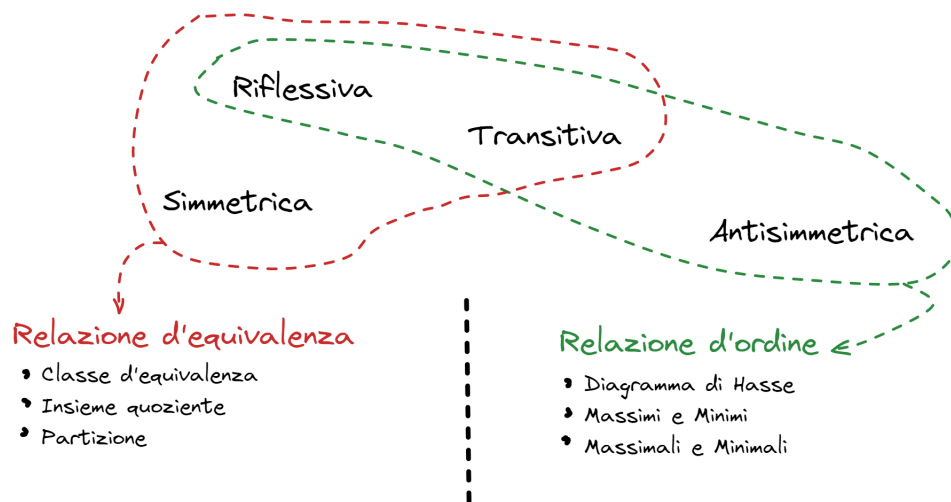 Riflessiva
Transitiva
Simmetrica
Antisimmetrica
Relazione d'equivalenza
• Classe d'equivalenza
• Insieme quoziente
• Partizione
Relazione d'ordine
• Diagramma di Hasse
• Massimi e Minimi
• Massimali e Minimali